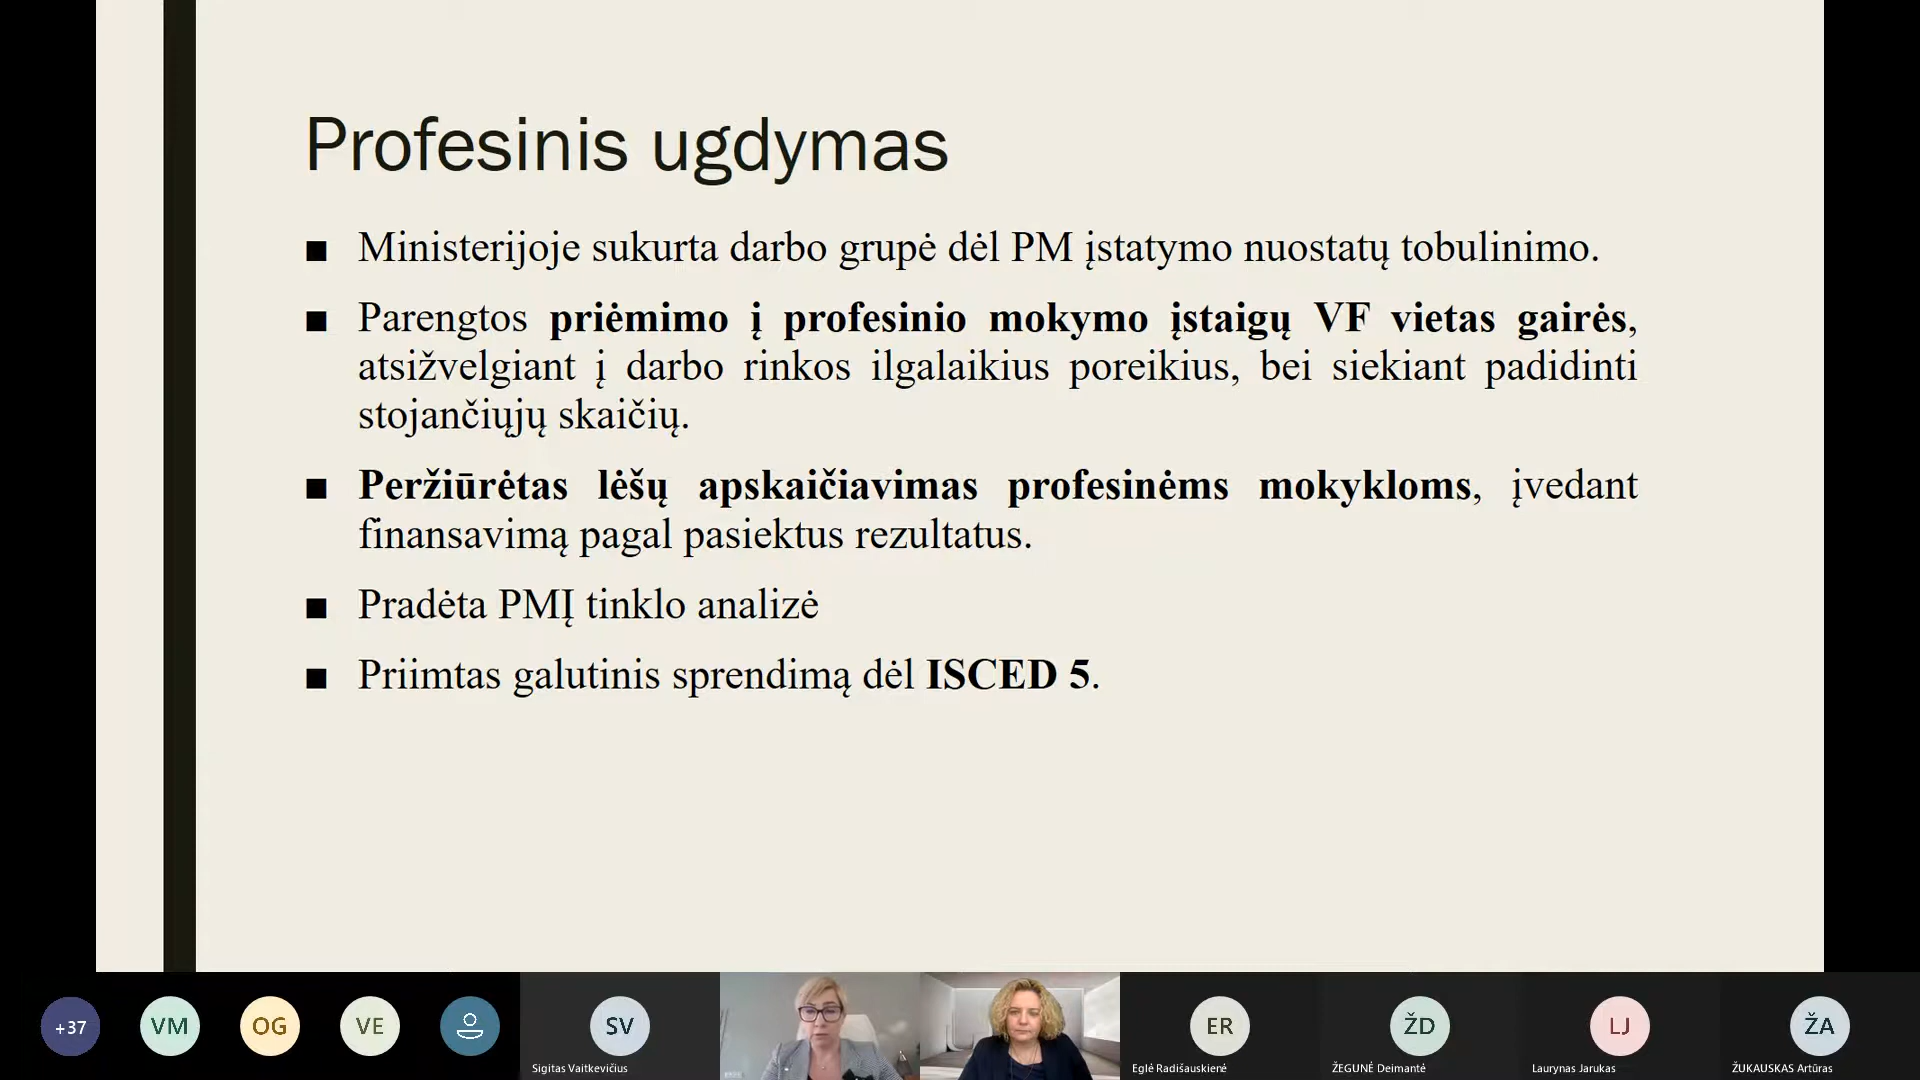 Profesinis ugdymas
■ Ministerijoje sukurta darbo grupė dėl PM įstatymo nuostatų tobulinimo.
■ Parengtos priėmimo į profesinio mokymo įstaigų VF vietas gairės,
atsižvelgiant į darbo rinkos ilgalaikius poreikius, bei siekiant padidinti
stojančiųjų skaičių.
■ Peržiūrėtas lėšų apskaičiavimas profesinėms mokykloms, įvedant
finansavimą pagal pasiektus rezultatus.
■ Pradėta PMĮ tinklo analizė
■ Priimtas galutinis sprendimą dėl ISCED 5.
+37
VM
OG
VE
SV
Sigitas Vaitkevičius
ER
Eglė Radišauskienė
ŽD
ŽEGUNĖ Deimantė
LJ
Laurynas Jarukas
ŽA
ŽUKAUSKAS Artūras